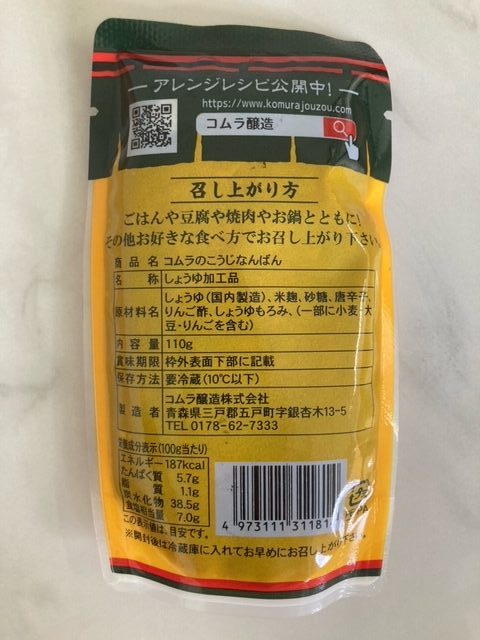 アレンジレシピ公開中!
https://www.komurajouzou.com
コムラ醸造
召し上がり方
ごはんや豆腐や焼肉やお鍋とともに!
その他お好きな食べ方でお召し上がり下さい
商品名 コムラのこうじなんばん
名称 しょうゆ加工品
原材料名 しょうゆ(国内製造)、米麹、砂糖、唐辛子、
りんご酢、しょうゆもろみ、(一部に小麦・大
豆・りんごを含む)
内容量 110g
賞味期限 枠外表面下部に記載
保存方法 要冷蔵(10℃以下)
製造者 コムラ醸造株式会社
青森県三戸郡五戸町字銀杏木13-5
TEL 0178-62-7333
栄養成分表示(100g当たり)
エネルギー 187kcal
たんぱく質 5.7g
脂質 1.1g
炭水化物 38.5g
食塩相当量 7.0g
この表示値は、目安です。
4 973111 31181
※開封後は冷蔵庫に入れてお早めにお召し上がり下さい。